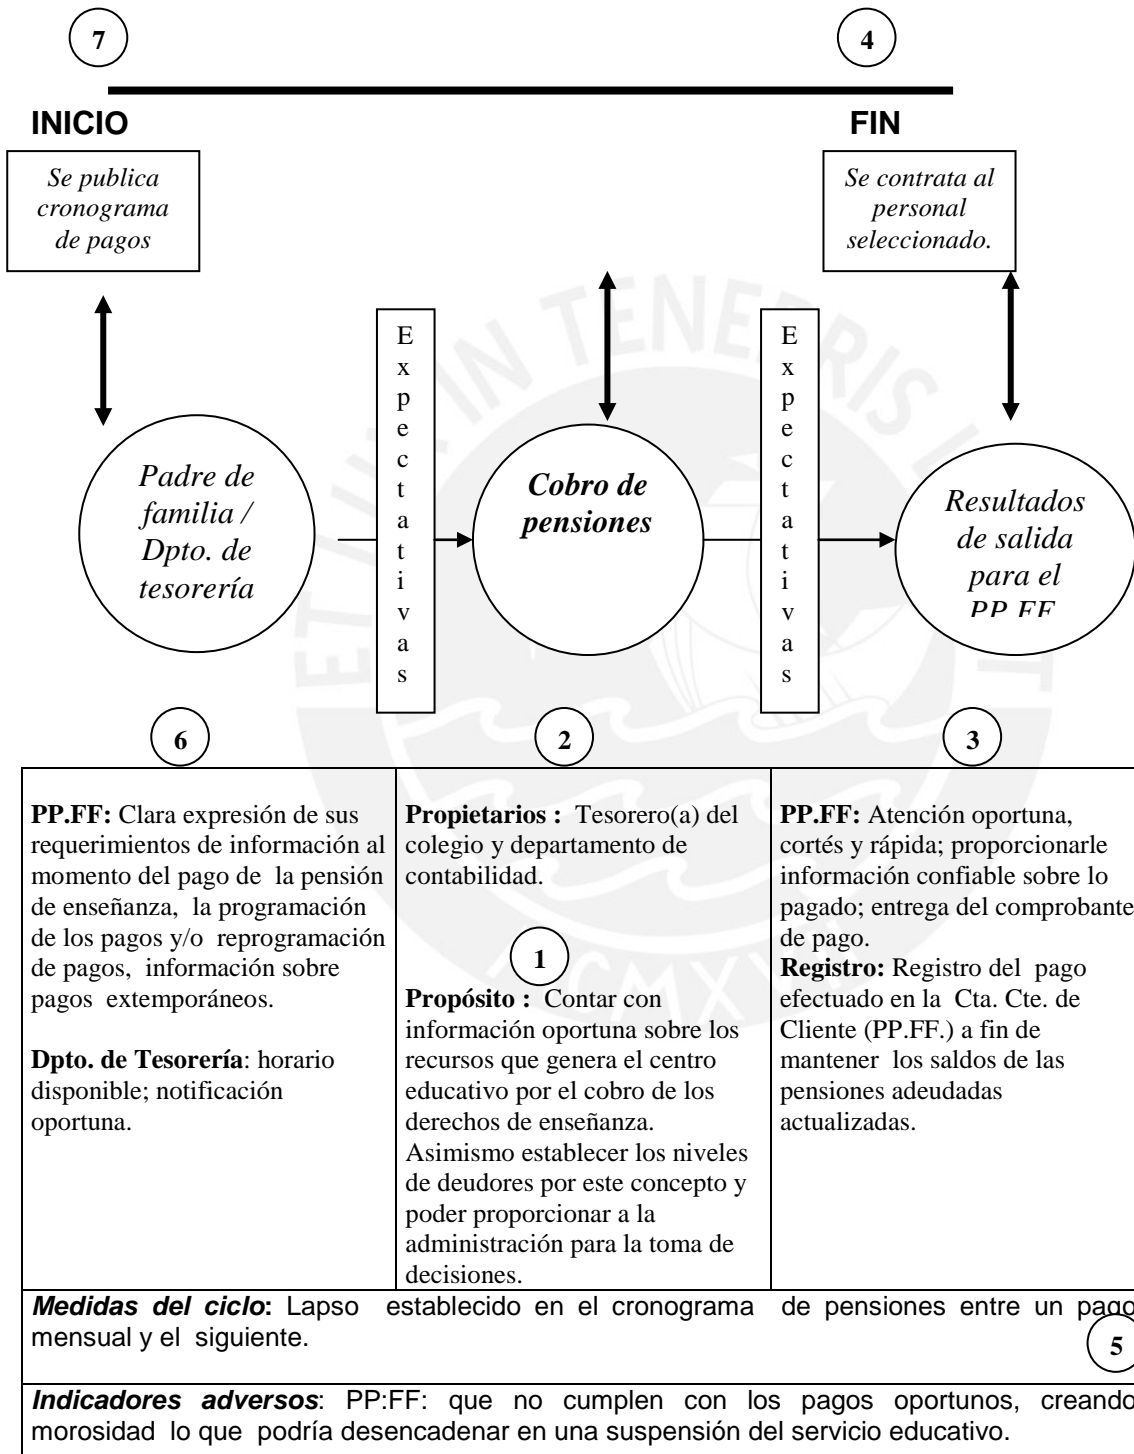 7
4
INICIO
FIN
Se publica
cronograma
de pagos
Se contrata al
personal
seleccionado.
Expectativas
Expectativas
Padre de
familia /
Dpto. de
tesorería
Cobro de
pensiones
Resultados
de salida
para el
PP.FF
6
2
3
PP.FF: Clara expresión de sus
requerimientos de información al
momento del pago de la pensión
de enseñanza, la programación
de los pagos y/o reprogramación
de pagos, información sobre
pagos extemporáneos.
Dpto. de Tesorería: horario
disponible; notificación
oportuna.
Propietarios : Tesorero(a) del
colegio y departamento de
contabilidad.
1
Propósito : Contar con
información oportuna sobre los
recursos que genera el centro
educativo por el cobro de los
derechos de enseñanza.
Asimismo establecer los niveles
de deudores por este concepto y
poder proporcionar a la
administración para la toma de
decisiones.
PP.FF: Atención oportuna,
cortés y rápida; proporcionarle
información confiable sobre lo
pagado; entrega del comprobante
de pago.
Registro: Registro del pago
efectuado en la Cta. Cte. de
Cliente (PP.FF.) a fin de
mantener los saldos de las
pensiones adeudadas
actualizadas.
Medidas del ciclo: Lapso establecido en el cronograma de pensiones entre un pago
mensual y el siguiente.
5
Indicadores adversos: PP:FF: que no cumplen con los pagos oportunos, creando
morosidad lo que podría desencadenar en una suspensión del servicio educativo.
ET LUX IN TENEBRIS
MCMXVII